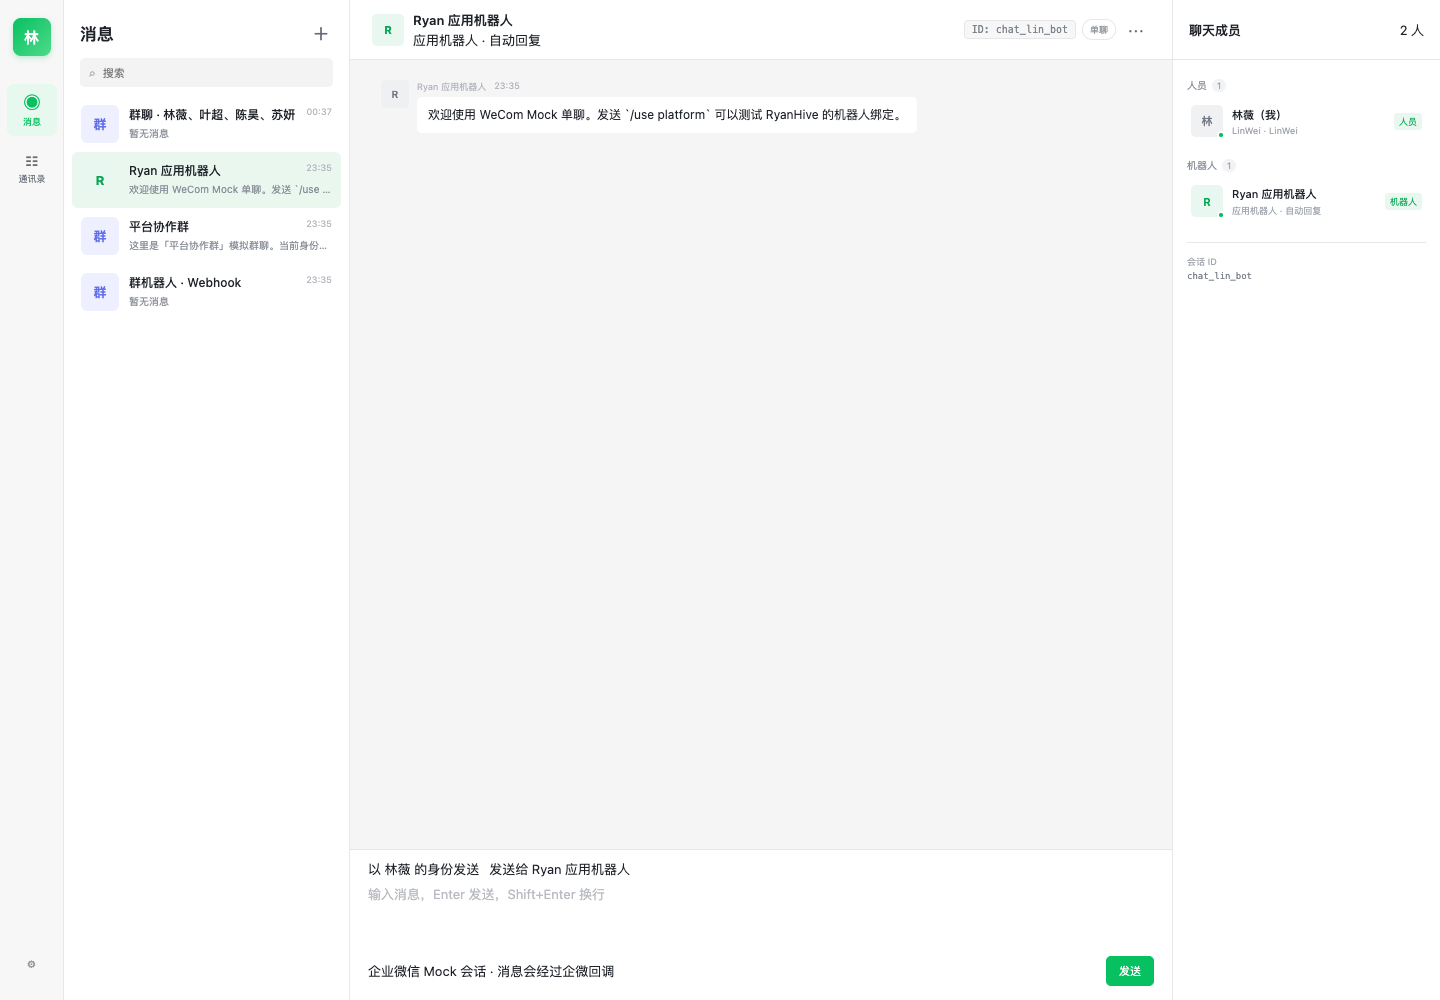 林
消息
通讯录
消息
搜索
群
群聊 · 林薇、叶超、陈昊、苏妍
00:37
暂无消息
R
Ryan 应用机器人
23:35
欢迎使用 WeCom Mock 单聊。发送 `/use ...
群
平台协作群
23:35
这里是「平台协作群」模拟群聊。当前身份...
群
群机器人 · Webhook
23:35
暂无消息
R
Ryan 应用机器人
应用机器人 · 自动回复
ID: chat_lin_bot
单聊
R
Ryan 应用机器人 23:35
欢迎使用 WeCom Mock 单聊。发送 `/use platform` 可以测试 RyanHive 的机器人绑定。
以 林薇 的身份发送 发送给 Ryan 应用机器人
输入消息，Enter 发送，Shift+Enter 换行
企业微信 Mock 会话 · 消息会经过企微回调
发送
聊天成员
2 人
人员 1
林
林薇（我）
LinWei · LinWei
人员
机器人 1
R
Ryan 应用机器人
应用机器人 · 自动回复
机器人
会话 ID
chat_lin_bot